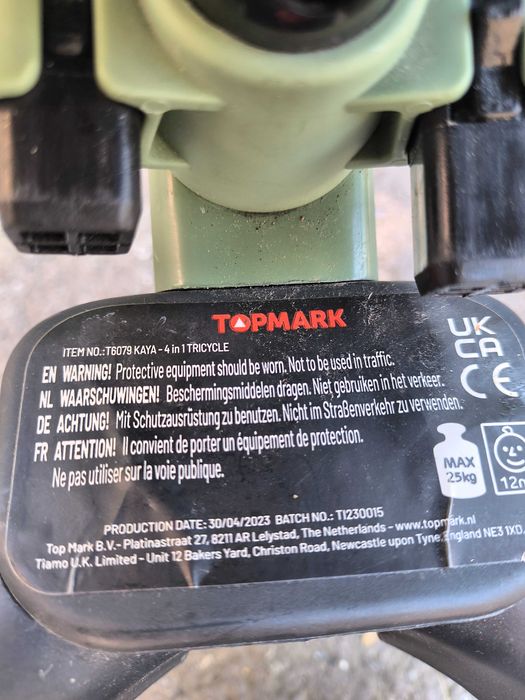 TOPMARK
ITEM NO.:T6079 KAYA - 4 in 1 TRICYCLE
EN WARNING! Protective equipment should be worn. Not to be used in traffic.
NL WAARSCHUWINGEN! Beschermingsmiddelen dragen. Niet gebruiken in het verkeer.
DE ACHTUNG! Mit Schutzausrüstung zu benutzen. Nicht im Straßenverkehr zu verwenden.
FR ATTENTION! Il convient de porter un équipement de protection.
Ne pas utiliser sur la voie publique.
UK
CA
CE
MAX
25kg
12m
PRODUCTION DATE: 30/04/2023 BATCH NO.: T1230015
Top Mark B.V.- Platinastraat 27, 8211 AR Lelystad, The Netherlands - www.topmark.nl
Tiamo U.K. Limited - Unit 12 Bakers Yard, Christon Road, Newcastle upon Tyne, England NE3 1XD.